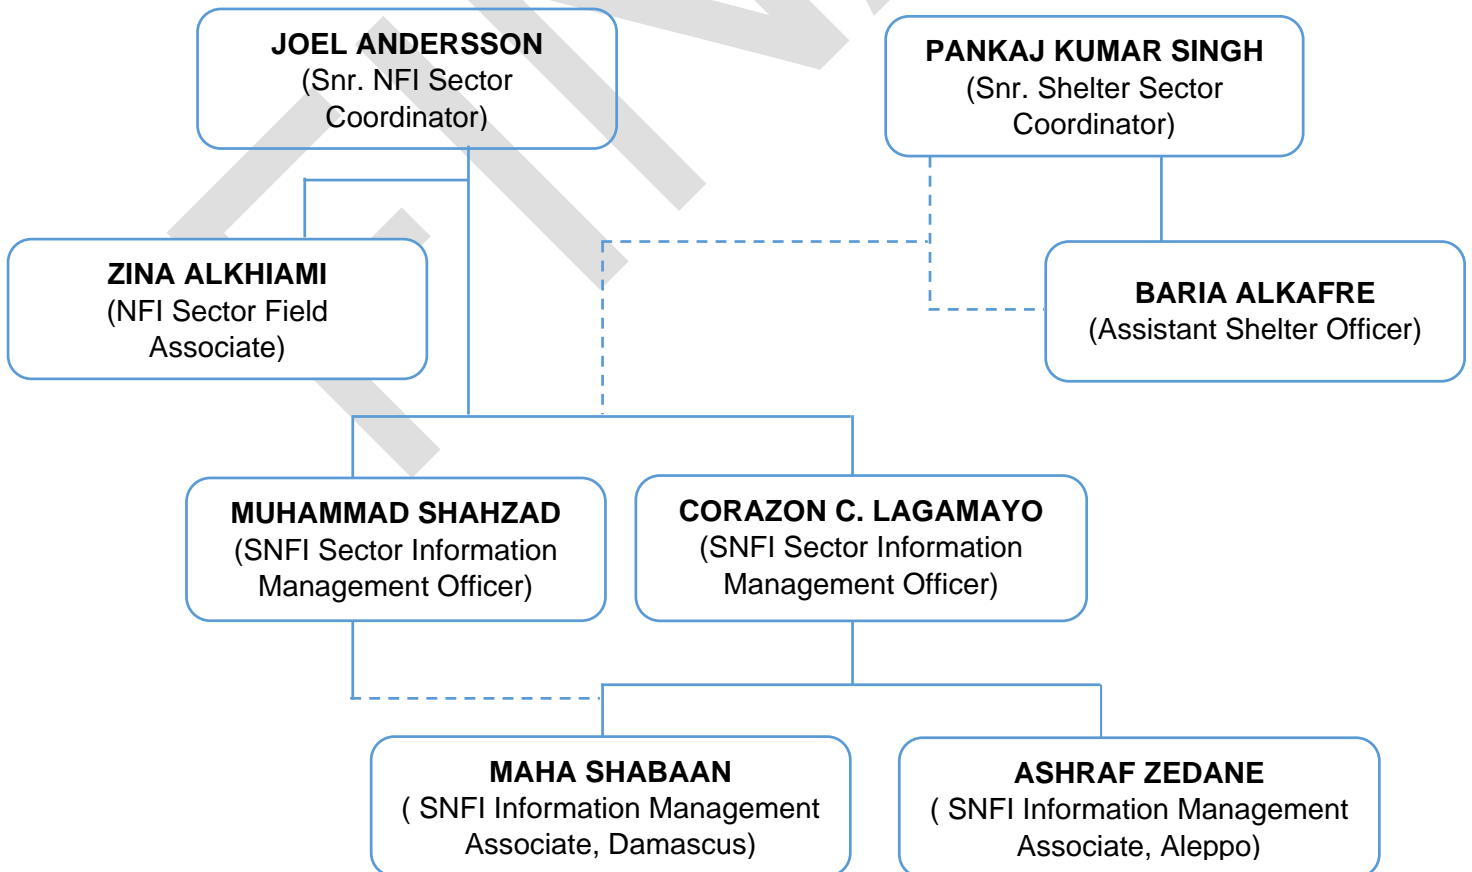 JOEL ANDERSSON
(Snr. NFI Sector
Coordinator)
PANKAJ KUMAR SINGH
(Snr. Shelter Sector
Coordinator)
ZINA ALKHIAMI
(NFI Sector Field
Associate)
BARIA ALKAFRE
(Assistant Shelter Officer)
MUHAMMAD SHAHZAD
(SNFI Sector Information
Management Officer)
CORAZON C. LAGAMAYO
(SNFI Sector Information
Management Officer)
MAHA SHABAAN
( SNFI Information Management
Associate, Damascus)
ASHRAF ZEDANE
( SNFI Information Management
Associate, Aleppo)